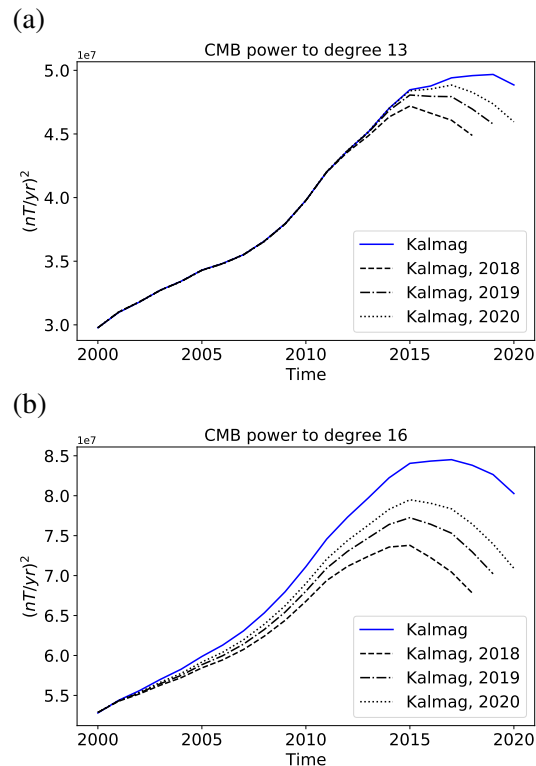 (a)
CMB power to degree 13
1e7
5.0
4.5
4.0
3.5
3.0
(nT/yr)²
Kalmag
Kalmag, 2018
Kalmag, 2019
Kalmag, 2020
2000 2005 2010 2015 2020
Time
(b)
CMB power to degree 16
1e7
8.5
8.0
7.5
7.0
6.5
6.0
5.5
(nT/yr)²
Kalmag
Kalmag, 2018
Kalmag, 2019
Kalmag, 2020
2000 2005 2010 2015 2020
Time